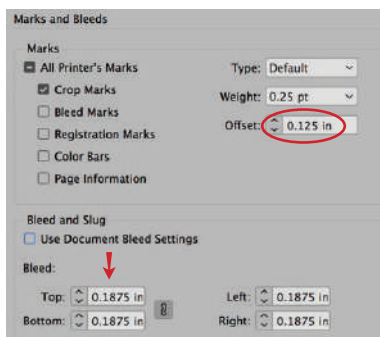 Marks and Bleeds
Marks
All Printer's Marks
Type: Default
Crop Marks
Weight: 0.25 pt
Bleed Marks
Offset: 0.125 in
Registration Marks
Color Bars
Page Information
Bleed and Slug
Use Document Bleed Settings
Bleed:
Top: 0.1875 in
Left: 0.1875 in
Bottom: 0.1875 in
Right: 0.1875 in